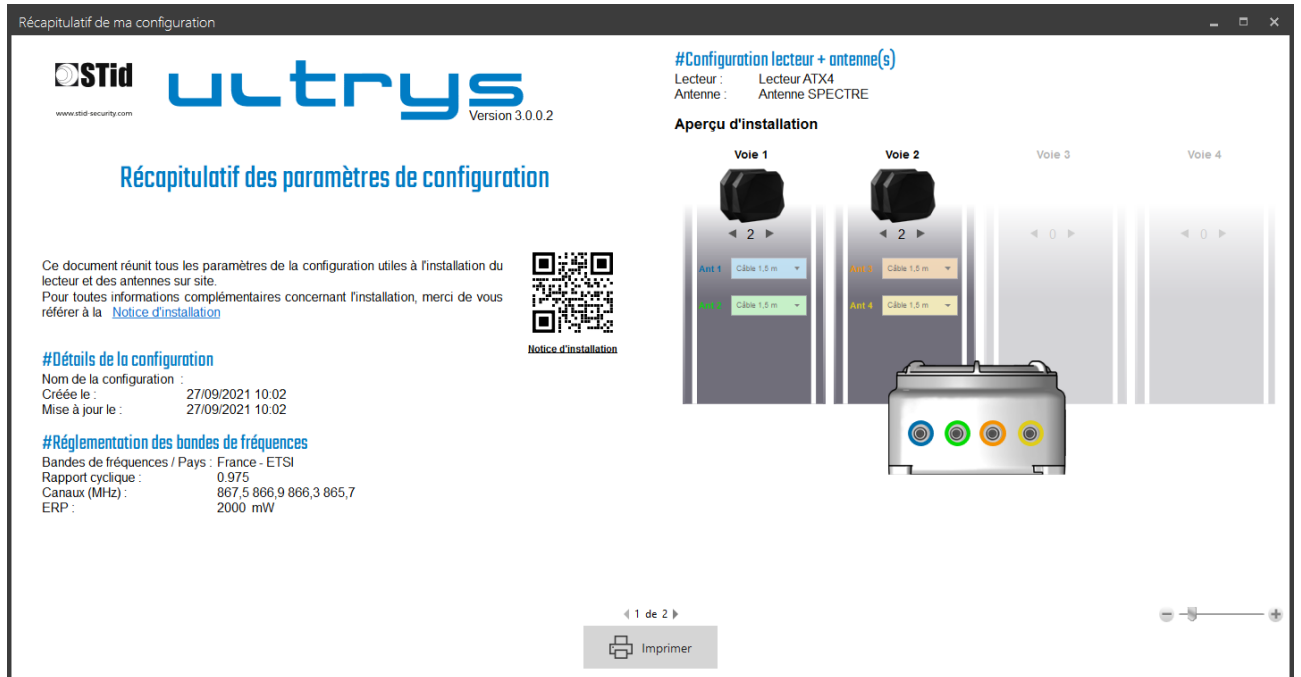 Récapitulatif de ma configuration
STid
www.stid-security.com
ultrys
Version 3.0.0.2
Récapitulatif des paramètres de configuration
Ce document réunit tous les paramètres de la configuration utiles à l'installation du
lecteur et des antennes sur site.
Pour toutes informations complémentaires concernant l'installation, merci de vous
référer à la Notice d'installation
Notice d'installation
#Détails de la configuration
Nom de la configuration :
Créée le : 27/09/2021 10:02
Mise à jour le : 27/09/2021 10:02
#Réglementation des bandes de fréquences
Bandes de fréquences / Pays : France - ETSI
Rapport cyclique : 0.975
Canaux (MHz) : 867,5 866,9 866,3 865,7
ERP : 2000 mW
#Configuration lecteur + antenne(s)
Lecteur : Lecteur ATX4
Antenne : Antenne SPECTRE
Aperçu d'installation
Voie 1 Voie 2 Voie 3 Voie 4
2 2 0 0
Ant 1 Câble 1,5 m Ant 3 Câble 1,5 m
Ant 2 Câble 1,5 m Ant 4 Câble 1,5 m
1 de 2
Imprimer